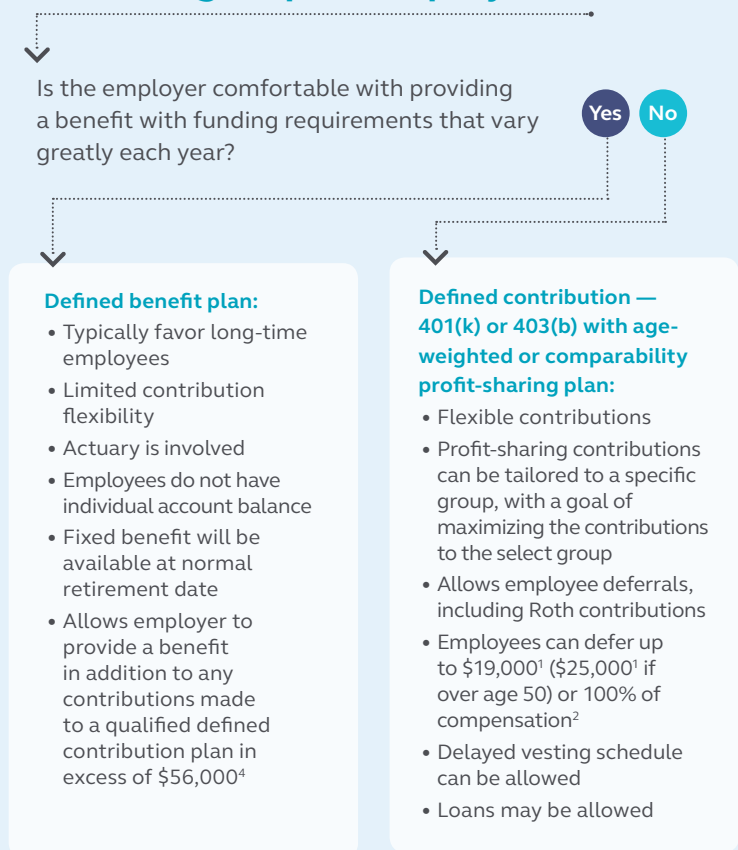 Is the employer comfortable with providing
a benefit with funding requirements that vary
greatly each year?
Yes
No
Defined benefit plan:
• Typically favor long-time
employees
• Limited contribution
flexibility
• Actuary is involved
• Employees do not have
individual account balance
• Fixed benefit will be
available at normal
retirement date
• Allows employer to
provide a benefit
in addition to any
contributions made
to a qualified defined
contribution plan in
excess of $56,000⁴
Defined contribution —
401(k) or 403(b) with age-
weighted or comparability
profit-sharing plan:
• Flexible contributions
• Profit-sharing contributions
can be tailored to a specific
group, with a goal of
maximizing the contributions
to the select group
• Allows employee deferrals,
including Roth contributions
• Employees can defer up
to $19,000¹ ($25,000¹ if
over age 50) or 100% of
compensation²
• Delayed vesting schedule
can be allowed
• Loans may be allowed